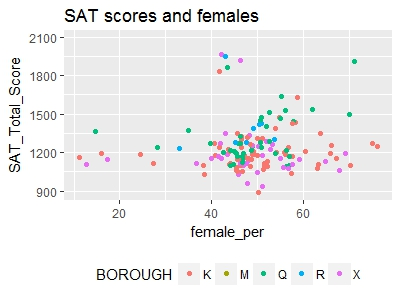 SAT scores and females
2100
1800
1500
1200
900
SAT_Total_Score
20 40 60
female_per
BOROUGH K M Q R X